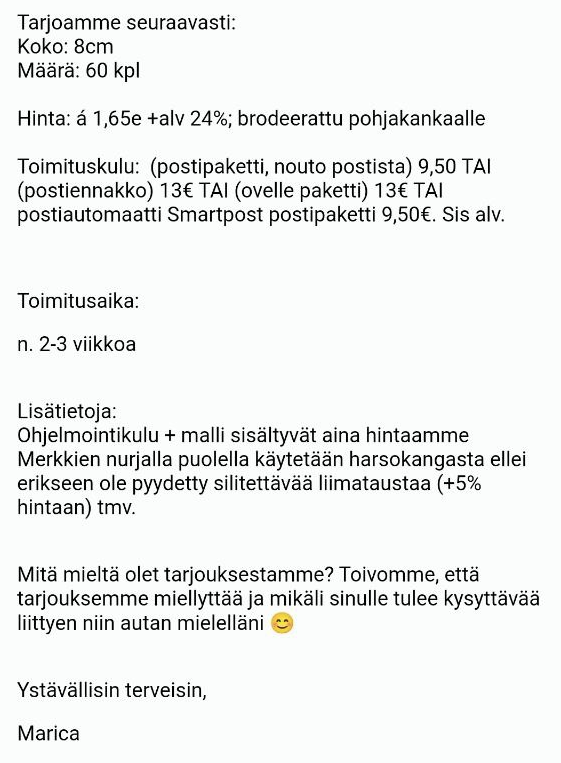 Tarjoamme seuraavasti:
Koko: 8cm
Määrä: 60 kpl
Hinta: á 1,65e +alv 24%; brodeerattu pohjakankaalle
Toimituskulu:  (postipaketti, nouto postista) 9,50 TAI
(postiennakko) 13€ TAI (ovelle paketti) 13€ TAI
postiautomaatti Smartpost postipaketti 9,50€. Sis alv.
Toimitusaika:
n. 2-3 viikkoa
Lisätietoja:
Ohjelmointikulu + malli sisältyvät aina hintaamme
Merkkien nurjalla puolella käytetään harsokangasta ellei
erikseen ole pyydetty silitettävää liimataustaa (+5%
hintaan) tmv.
Mitä mieltä olet tarjouksestamme? Toivomme, että
tarjouksemme miellyttää ja mikäli sinulle tulee kysyttävää
liittyen niin autan mielelläni 😊
Ystävällisin terveisin,
Marica